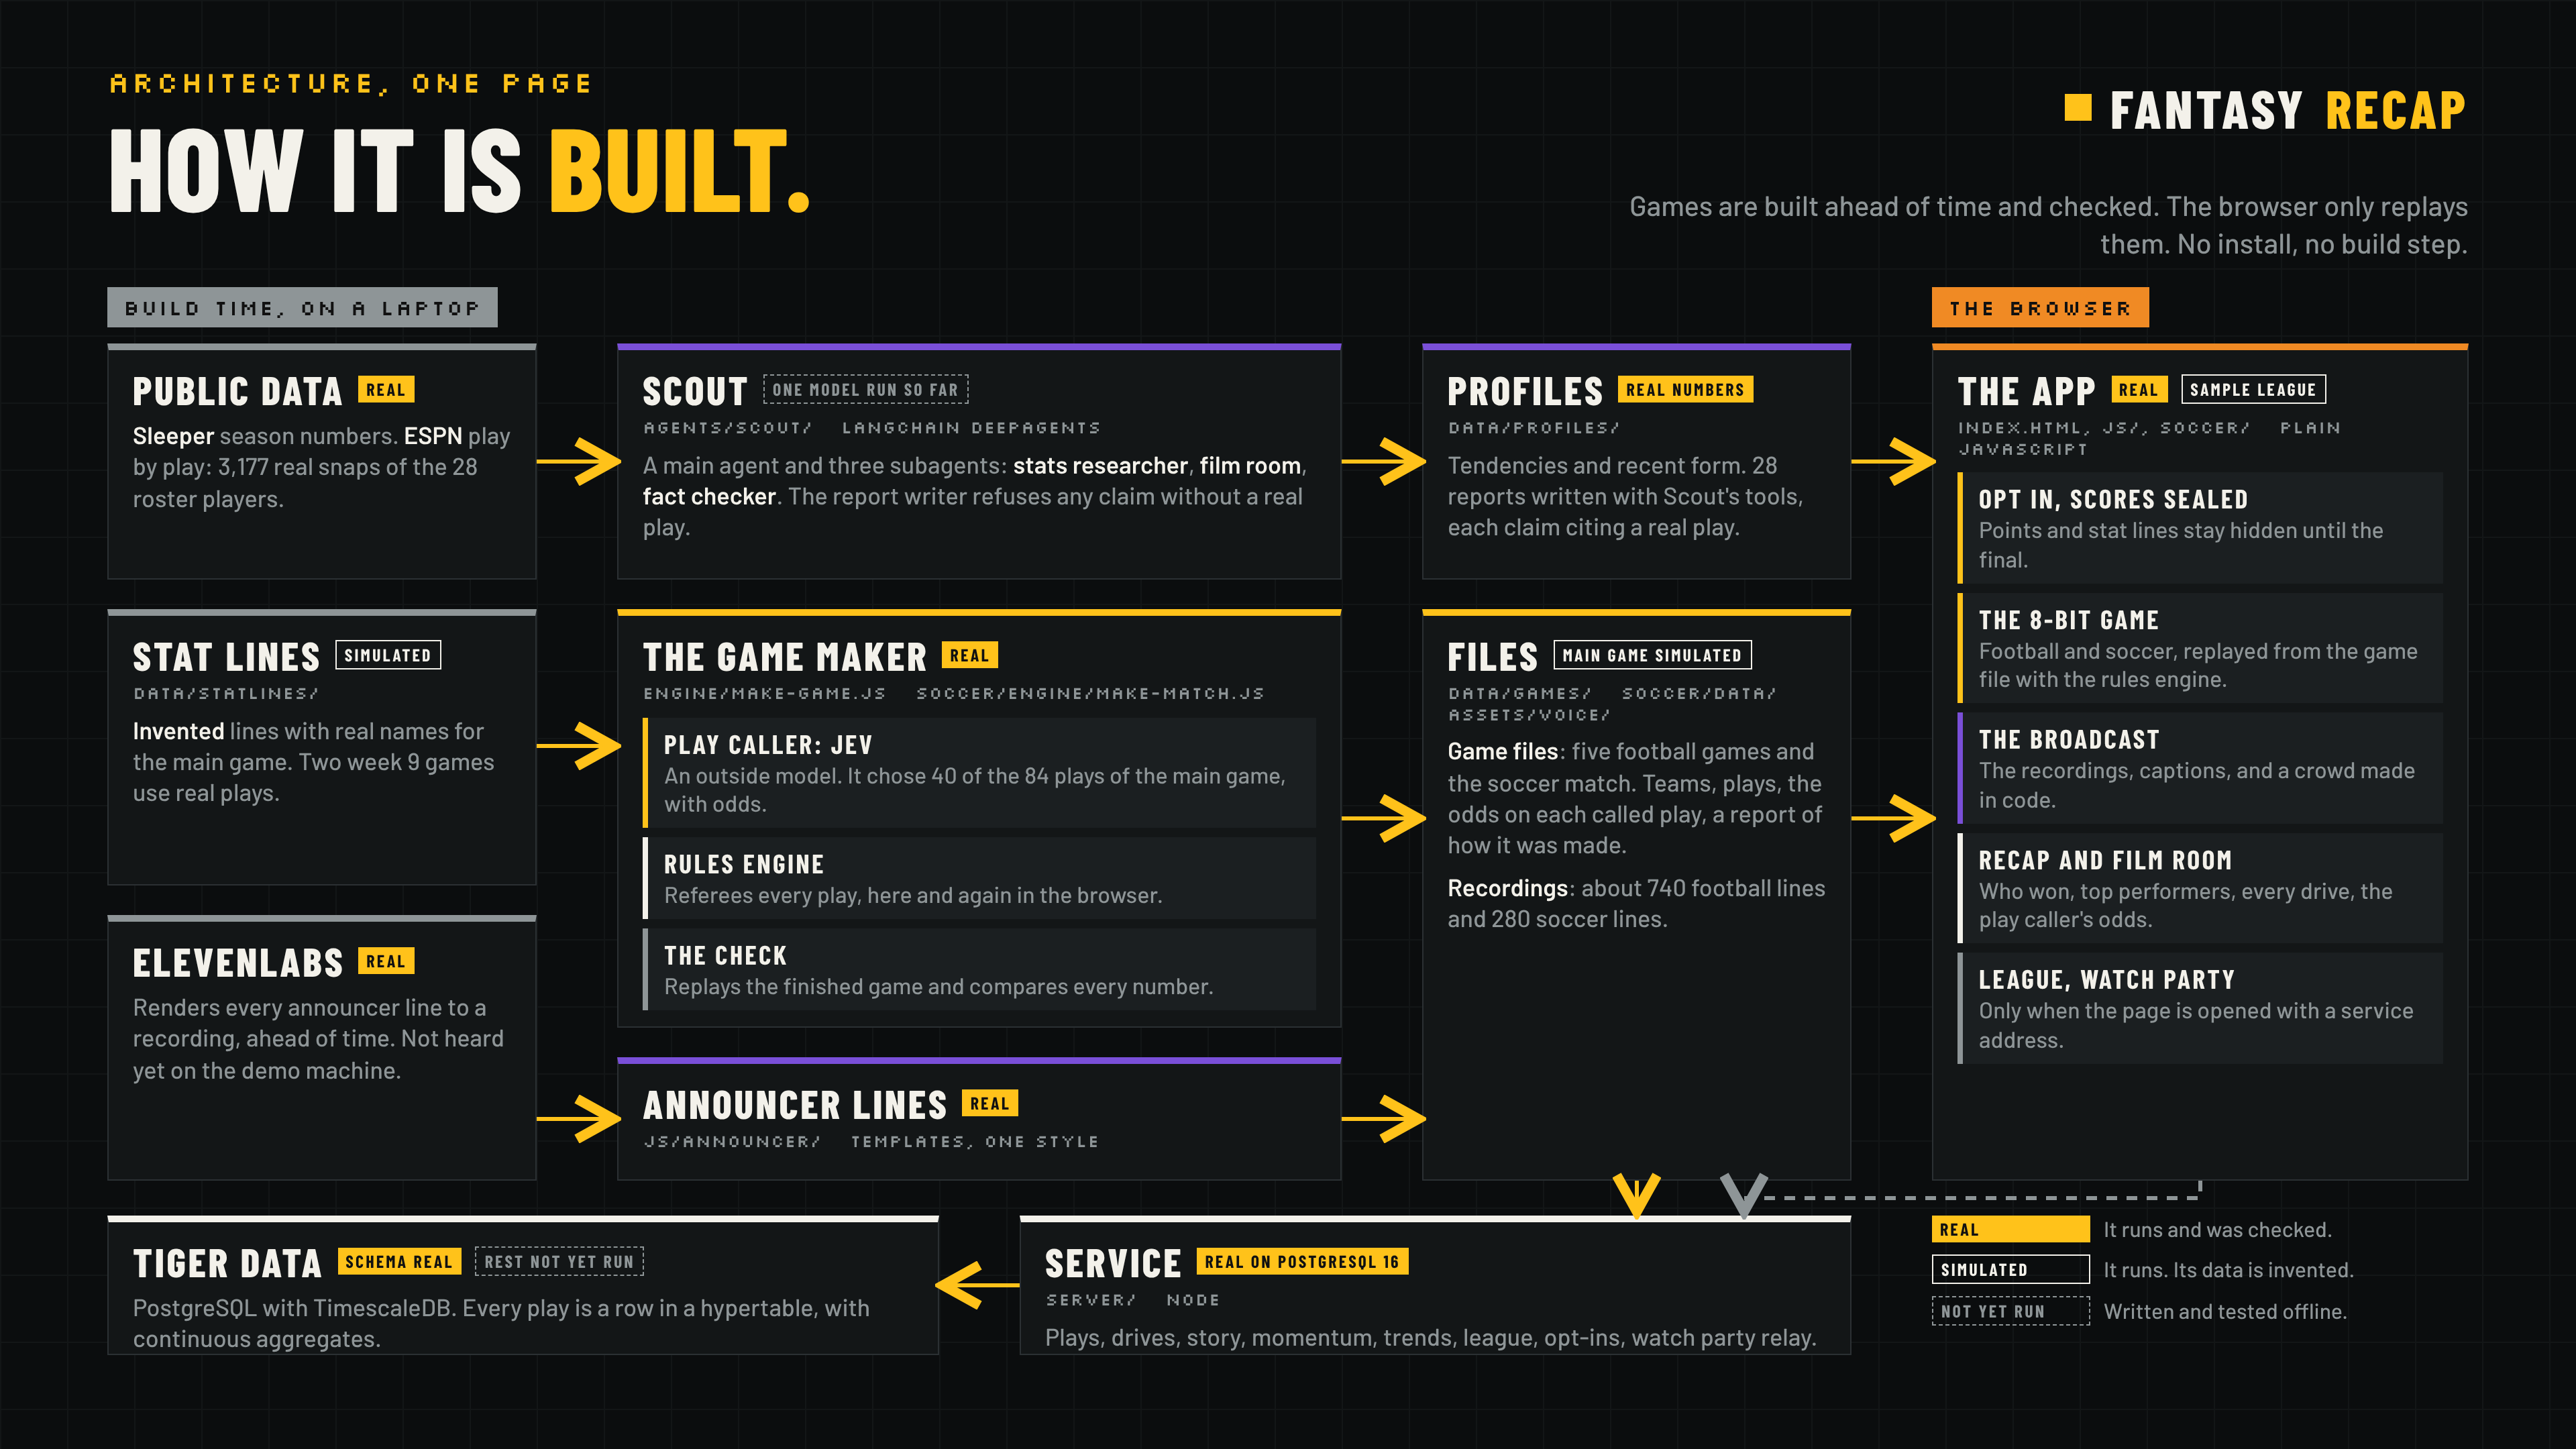 ARCHITECTURE, ONE PAGE
HOW IT IS BUILT.
FANTASY RECAP
Games are built ahead of time and checked. The browser only replays
them. No install, no build step.
BUILD TIME, ON A LAPTOP
THE BROWSER
PUBLIC DATA REAL
Sleeper season numbers. ESPN play
by play: 3,177 real snaps of the 28
roster players.
SCOUT ONE MODEL RUN SO FAR
AGENTS/SCOUT/ LANGCHAIN DEEPAGENTS
A main agent and three subagents: stats researcher, film room,
fact checker. The report writer refuses any claim without a real
play.
PROFILES REAL NUMBERS
DATA/PROFILES/
Tendencies and recent form. 28
reports written with Scout's tools,
each claim citing a real play.
THE APP REAL SAMPLE LEAGUE
INDEX.HTML, JS/, SOCCER/ PLAIN
JAVASCRIPT
OPT IN, SCORES SEALED
Points and stat lines stay hidden until the
final.
THE 8-BIT GAME
Football and soccer, replayed from the game
file with the rules engine.
THE BROADCAST
The recordings, captions, and a crowd made
in code.
RECAP AND FILM ROOM
Who won, top performers, every drive, the
play caller's odds.
LEAGUE, WATCH PARTY
Only when the page is opened with a service
address.
STAT LINES SIMULATED
DATA/STATLINES/
Invented lines with real names for
the main game. Two week 9 games
use real plays.
THE GAME MAKER REAL
ENGINE/MAKE-GAME.JS SOCCER/ENGINE/MAKE-MATCH.JS
PLAY CALLER: JEV
An outside model. It chose 40 of the 84 plays of the main game,
with odds.
RULES ENGINE
Referees every play, here and again in the browser.
THE CHECK
Replays the finished game and compares every number.
FILES MAIN GAME SIMULATED
DATA/GAMES/ SOCCER/DATA/
ASSETS/VOICE/
Game files: five football games and
the soccer match. Teams, plays, the
odds on each called play, a report of
how it was made.
Recordings: about 740 football lines
and 280 soccer lines.
ELEVENLABS REAL
Renders every announcer line to a
recording, ahead of time. Not heard
yet on the demo machine.
ANNOUNCER LINES REAL
JS/ANNOUNCER/ TEMPLATES, ONE STYLE
TIGER DATA SCHEMA REAL REST NOT YET RUN
PostgreSQL with TimescaleDB. Every play is a row in a hypertable, with
continuous aggregates.
SERVICE REAL ON POSTGRESQL 16
SERVER/ NODE
Plays, drives, story, momentum, trends, league, opt-ins, watch party relay.
REAL It runs and was checked.
SIMULATED It runs. Its data is invented.
NOT YET RUN Written and tested offline.